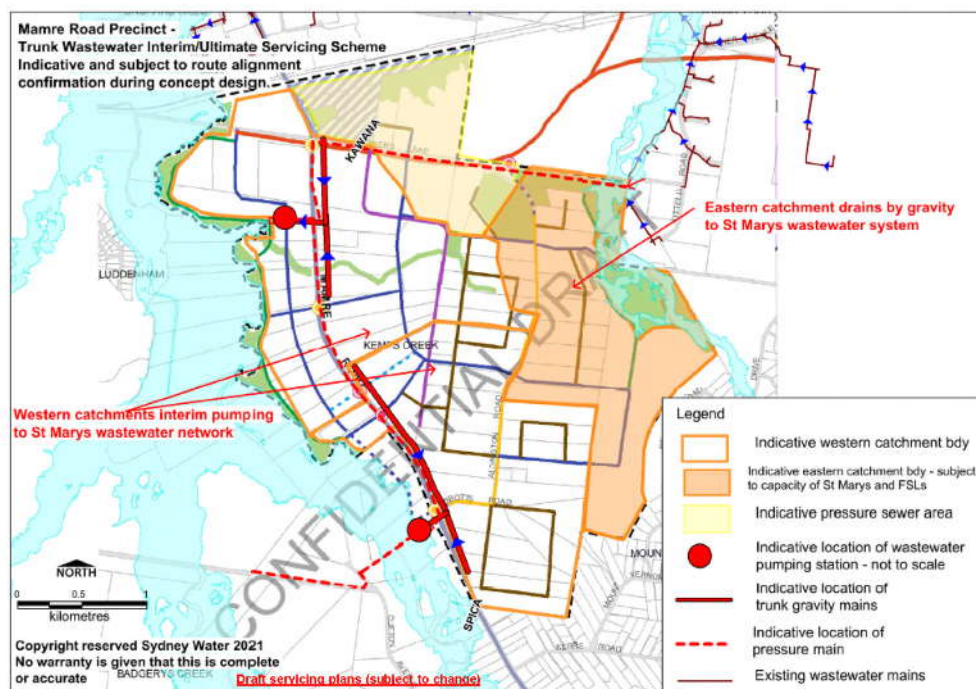 Mamre Road Precinct -
Trunk Wastewater Interim/Ultimate Servicing Scheme
Indicative and subject to route alignment
confirmation during concept design.
KAWANA
Eastern catchment drains by gravity
to St Marys wastewater system
LUDDENHAM
KEMPS CREEK
Western catchments interim pumping
to St Marys wastewater network
ROAD
ROAD
DRIVE
CONFIDENTIAL DRAFT
Legend
Indicative western catchment bdy
Indicative eastern catchment bdy - subject
to capacity of St Marys and FSLs
Indicative pressure sewer area
Indicative location of wastewater
pumping station - not to scale
Indicative location of
trunk gravity mains
Indicative location of
pressure main
Existing wastewater mains
MOUNT
ROAD
SPICA
NORTH
0 0.5 1
kilometres
Copyright reserved Sydney Water 2021
No warranty is given that this is complete
or accurate
BADGERYS CREEK
Draft servicing plans (subject to change)